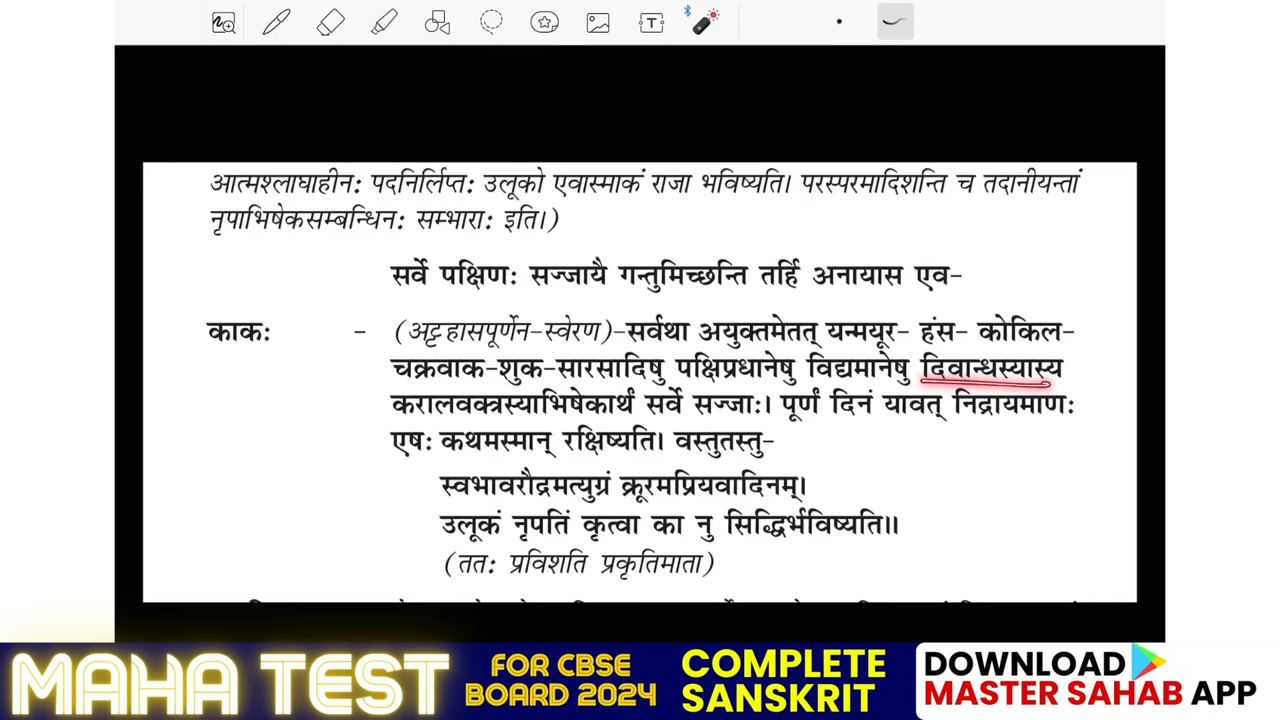 आत्मश्लाघाहीनः पदनिर्लिप्तः उलूको एवास्माकं राजा भविष्यति। परस्परमादिशन्ति च तदानीयन्तां
नृपाभिषेकसम्बन्धिनः सम्भाराः इति।)
सर्वे पक्षिणः सज्जायै गन्तुमिच्छन्ति तर्हि अनायास एव-
काकः - (अट्टहासपूर्णेन-स्वेरण)-सर्वथा अयुक्तमेतत् यन्मयूर- हंस- कोकिल-
चक्रवाक-शुक-सारसादिषु पक्षिप्रधानेषु विद्यमानेषु दिवान्धस्यास्य
करालवक्त्रस्याभिषेकार्थं सर्वे सज्जाः। पूर्णं दिनं यावत् निद्रायमाणः
एषः कथमस्मान् रक्षिष्यति। वस्तुतस्तु-
स्वभावरौद्रमत्युग्रं क्रूरमप्रियवादिनम्।
उलूकं नृपतिं कृत्वा का नु सिद्धिर्भविष्यति॥
(ततः प्रविशति प्रकृतिमाता)
MAHA TEST
FOR CBSE
BOARD 2024
COMPLETE
SANSKRIT
DOWNLOAD
MASTER SAHAB APP